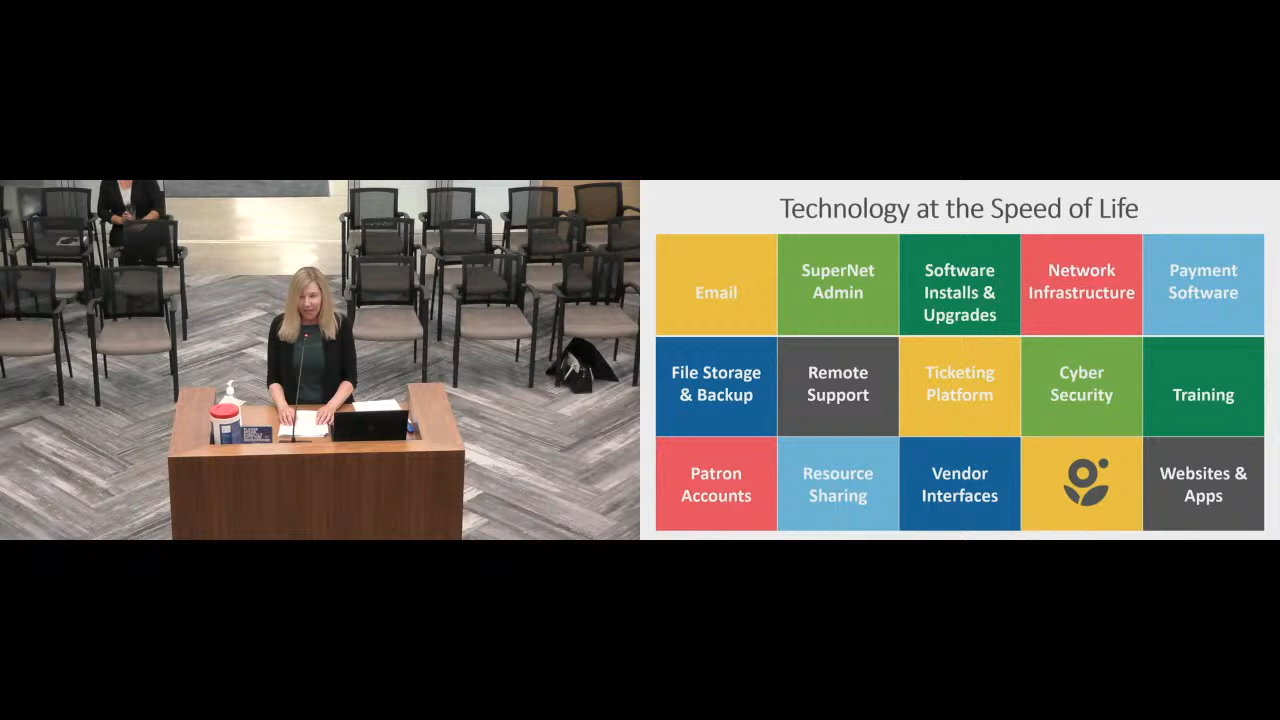 Technology at the Speed of Life
Email
SuperNet
Admin
Software
Installs &
Upgrades
Network
Infrastructure
Payment
Software
File Storage
& Backup
Remote
Support
Ticketing
Platform
Cyber
Security
Training
Patron
Accounts
Resource
Sharing
Vendor
Interfaces
Websites &
Apps